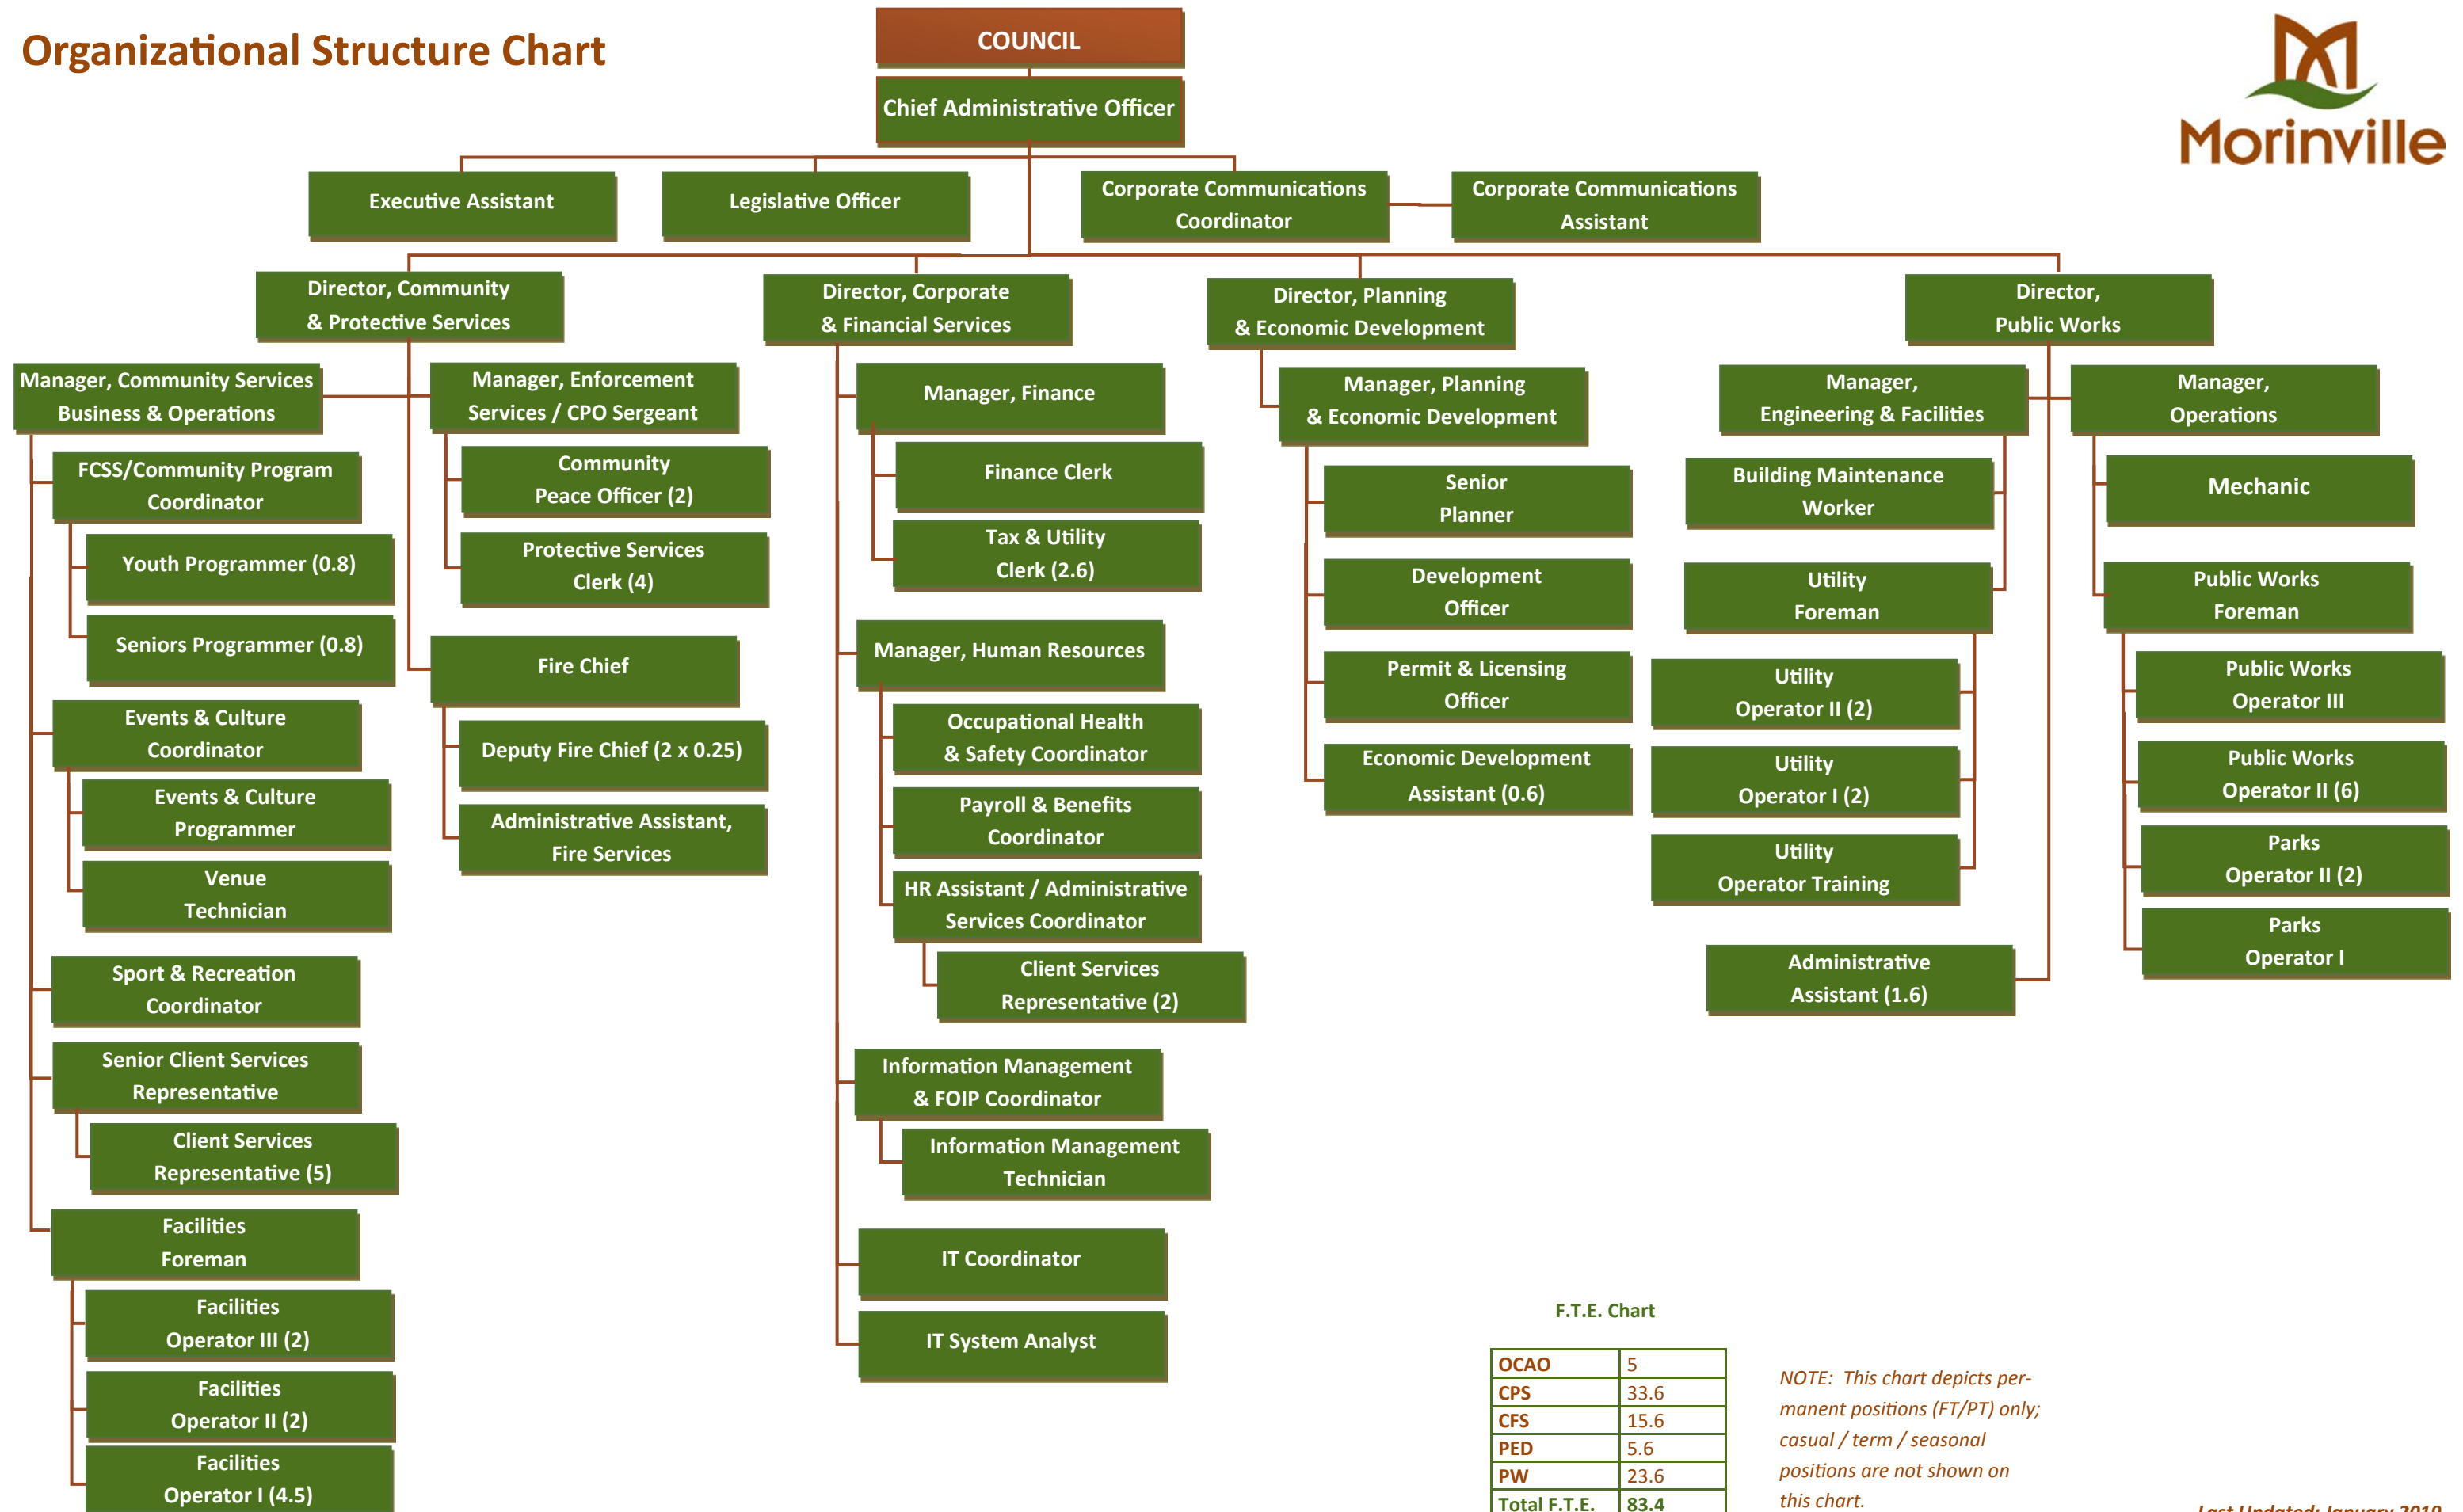 Organizational Structure Chart
COUNCIL
Chief Administrative Officer
Morinville
Executive Assistant
Legislative Officer
Corporate Communications
Coordinator
Corporate Communications
Assistant
Director, Community
& Protective Services
Manager, Community Services
Business & Operations
FCSS/Community Program
Coordinator
Youth Programmer (0.8)
Seniors Programmer (0.8)
Events & Culture
Coordinator
Events & Culture
Programmer
Venue
Technician
Sport & Recreation
Coordinator
Senior Client Services
Representative
Client Services
Representative (5)
Facilities
Foreman
Facilities
Operator III (2)
Facilities
Operator II (2)
Facilities
Operator I (4.5)
Manager, Enforcement
Services / CPO Sergeant
Community
Peace Officer (2)
Protective Services
Clerk (4)
Fire Chief
Deputy Fire Chief (2 x 0.25)
Administrative Assistant,
Fire Services
Director, Corporate
& Financial Services
Manager, Finance
Finance Clerk
Tax & Utility
Clerk (2.6)
Manager, Human Resources
Occupational Health
& Safety Coordinator
Payroll & Benefits
Coordinator
HR Assistant / Administrative
Services Coordinator
Client Services
Representative (2)
Information Management
& FOIP Coordinator
Information Management
Technician
IT Coordinator
IT System Analyst
Director, Planning
& Economic Development
Manager, Planning
& Economic Development
Senior
Planner
Development
Officer
Permit & Licensing
Officer
Economic Development
Assistant (0.6)
Director,
Public Works
Manager,
Engineering & Facilities
Building Maintenance
Worker
Utility
Foreman
Utility
Operator II (2)
Utility
Operator I (2)
Utility
Operator Training
Administrative
Assistant (1.6)
Manager,
Operations
Mechanic
Public Works
Foreman
Public Works
Operator III
Public Works
Operator II (6)
Parks
Operator II (2)
Parks
Operator I
F.T.E. Chart
OCAO 5
CPS 33.6
CFS 15.6
PED 5.6
PW 23.6
Total F.T.E. 83.4
NOTE: This chart depicts per-
manent positions (FT/PT) only;
casual / term / seasonal
positions are not shown on
this chart.
Last Updated: January 2019